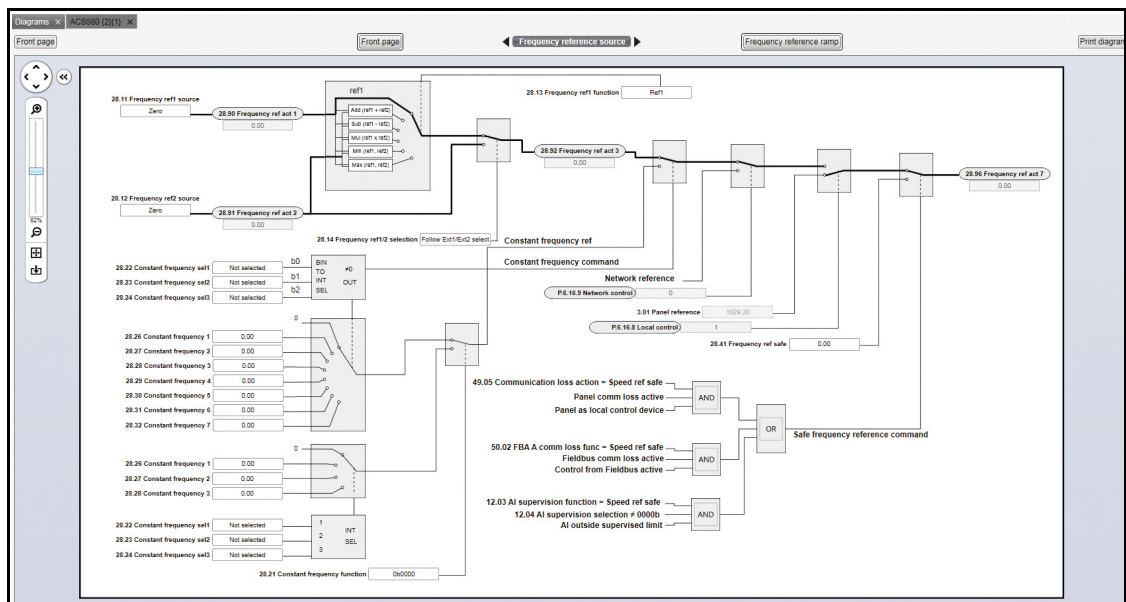 Diagrams × ACS880 {2}{1} ×
Front page
Front page
Frequency reference source
Frequency reference ramp
Print diagram
82%
28.11 Frequency ref1 source
Zero
28.90 Frequency ref act 1
0.00
ref1
Add (ref1 + ref2)
Sub (ref1 - ref2)
Mul (ref1 x ref2)
Min (ref1, ref2)
Max (ref1, ref2)
28.13 Frequency ref1 function
Ref1
28.12 Frequency ref2 source
Zero
28.91 Frequency ref act 2
0.00
28.92 Frequency ref act 3
0.00
28.96 Frequency ref act 7
0.00
28.14 Frequency ref1/2 selection
Follow Ext1/Ext2 select
Constant frequency ref
Constant frequency command
Network reference
P.6.16.9 Network control
0
3.01 Panel reference
1029.20
P.6.16.8 Local control
1
28.41 Frequency ref safe
0.00
28.22 Constant frequency sel1
Not selected
b0
28.23 Constant frequency sel2
Not selected
b1
28.24 Constant frequency sel3
Not selected
b2
BIN
TO
INT
SEL
≠0
OUT
0
28.26 Constant frequency 1
0.00
28.27 Constant frequency 2
0.00
28.28 Constant frequency 3
0.00
28.29 Constant frequency 4
0.00
28.30 Constant frequency 5
0.00
28.31 Constant frequency 6
0.00
28.32 Constant frequency 7
0.00
0
28.26 Constant frequency 1
0.00
28.27 Constant frequency 2
0.00
28.28 Constant frequency 3
0.00
28.22 Constant frequency sel1
Not selected
28.23 Constant frequency sel2
Not selected
28.24 Constant frequency sel3
Not selected
1
2
3
INT
SEL
28.21 Constant frequency function
0b0000
49.05 Communication loss action = Speed ref safe
Panel comm loss active
Panel as local control device
AND
50.02 FBA A comm loss func = Speed ref safe
Fieldbus comm loss active
Control from Fieldbus active
AND
12.03 AI supervision function = Speed ref safe
12.04 AI supervision selection ≠ 0000b
AI outside supervised limit
AND
OR
Safe frequency reference command